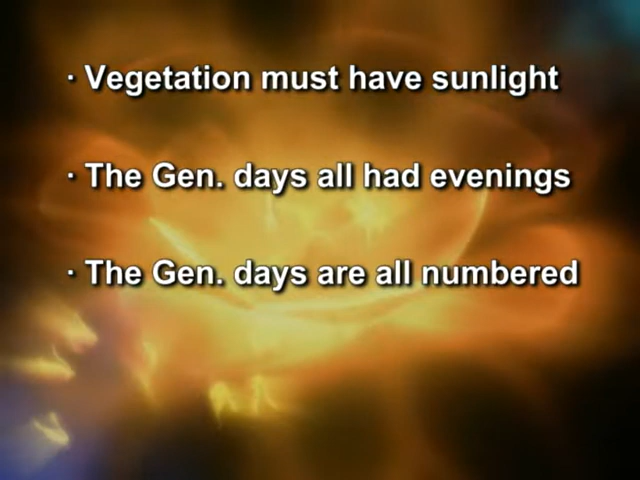 · Vegetation must have sunlight
· The Gen. days all had evenings
· The Gen. days are all numbered